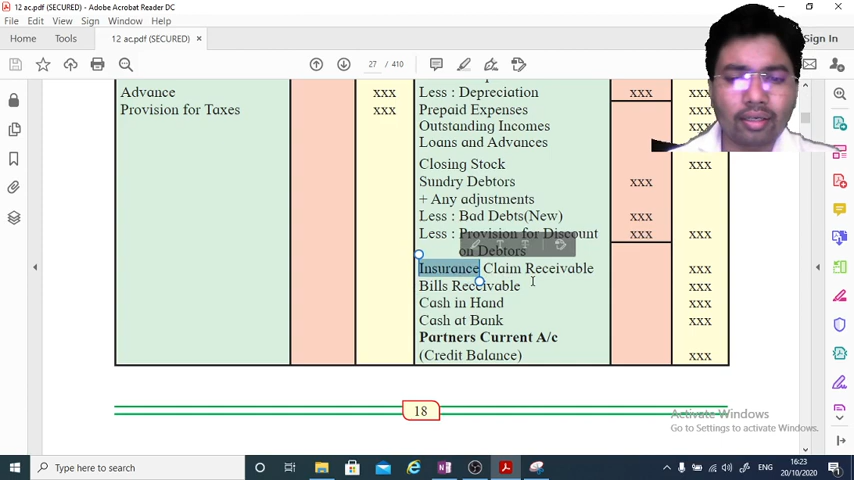 12 ac.pdf (SECURED) - Adobe Acrobat Reader DC
File Edit View Sign Window Help
Home Tools 12 ac.pdf (SECURED) × Sign In
27 / 410
Advance
Provision for Taxes xxx
Less : Depreciation xxx xxx
Prepaid Expenses xxx
Outstanding Incomes xxx
Loans and Advances
Closing Stock xxx
Sundry Debtors xxx
+ Any adjustments
Less : Bad Debts(New) xxx
Less : Provision for Discount xxx xxx
on Debtors
Insurance Claim Receivable xxx
Bills Receivable xxx
Cash in Hand xxx
Cash at Bank xxx
Partners Current A/c
(Credit Balance) xxx
18
Activate Windows
Go to Settings to activate Windows.
Type here to search
ENG
16:23
20/10/2020